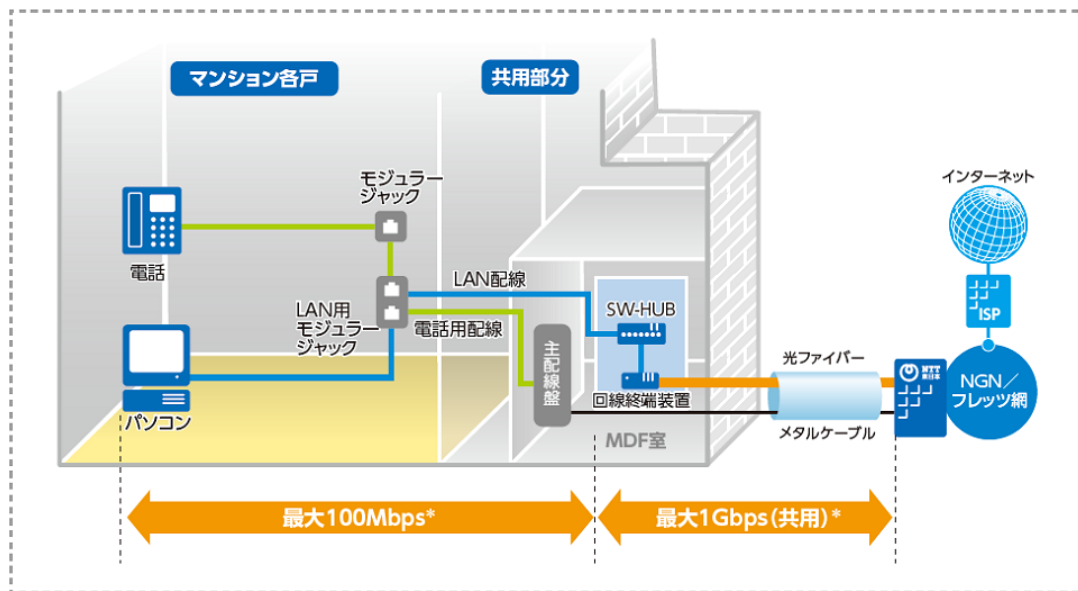 マンション各戸
共用部分
モジュラー
ジャック
インターネット
電話
LAN配線
LAN用
モジュラー
ジャック
電話用配線
SW-HUB
ISP
主配線盤
光ファイバー
NTT
東日本
NGN／
フレッツ網
パソコン
回線終端装置
メタルケーブル
MDF室
最大100Mbps*
最大1Gbps(共用)*